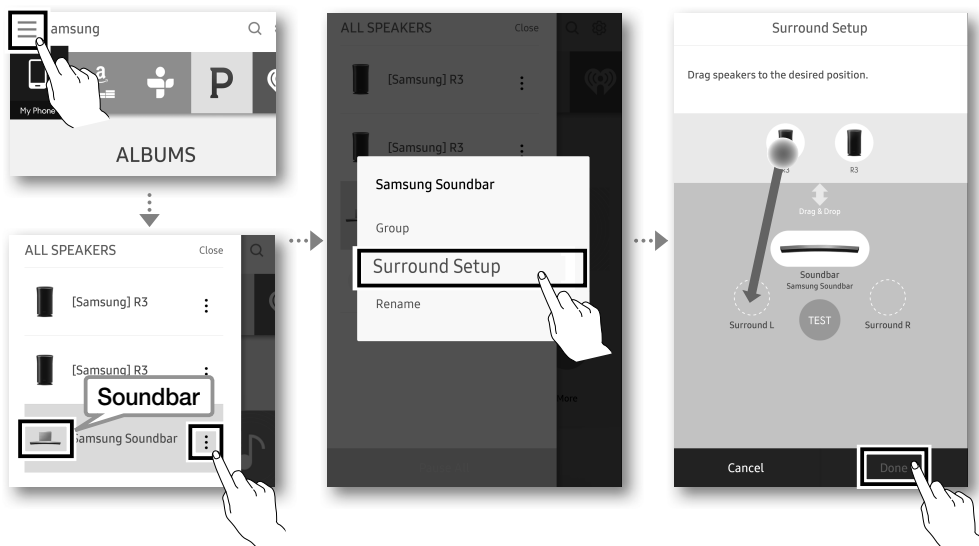 amsung
a
P
My Phone
ALBUMS
ALL SPEAKERS
Close
[Samsung] R3
[Samsung] R3
Soundbar
Samsung Soundbar
ALL SPEAKERS
Close
[Samsung] R3
[Samsung] R3
Samsung Soundbar
Group
Surround Setup
Rename
More
Surround Setup
Drag speakers to the desired position.
R3
R3
Drag & Drop
Soundbar
Samsung Soundbar
Surround L
TEST
Surround R
Cancel
Done